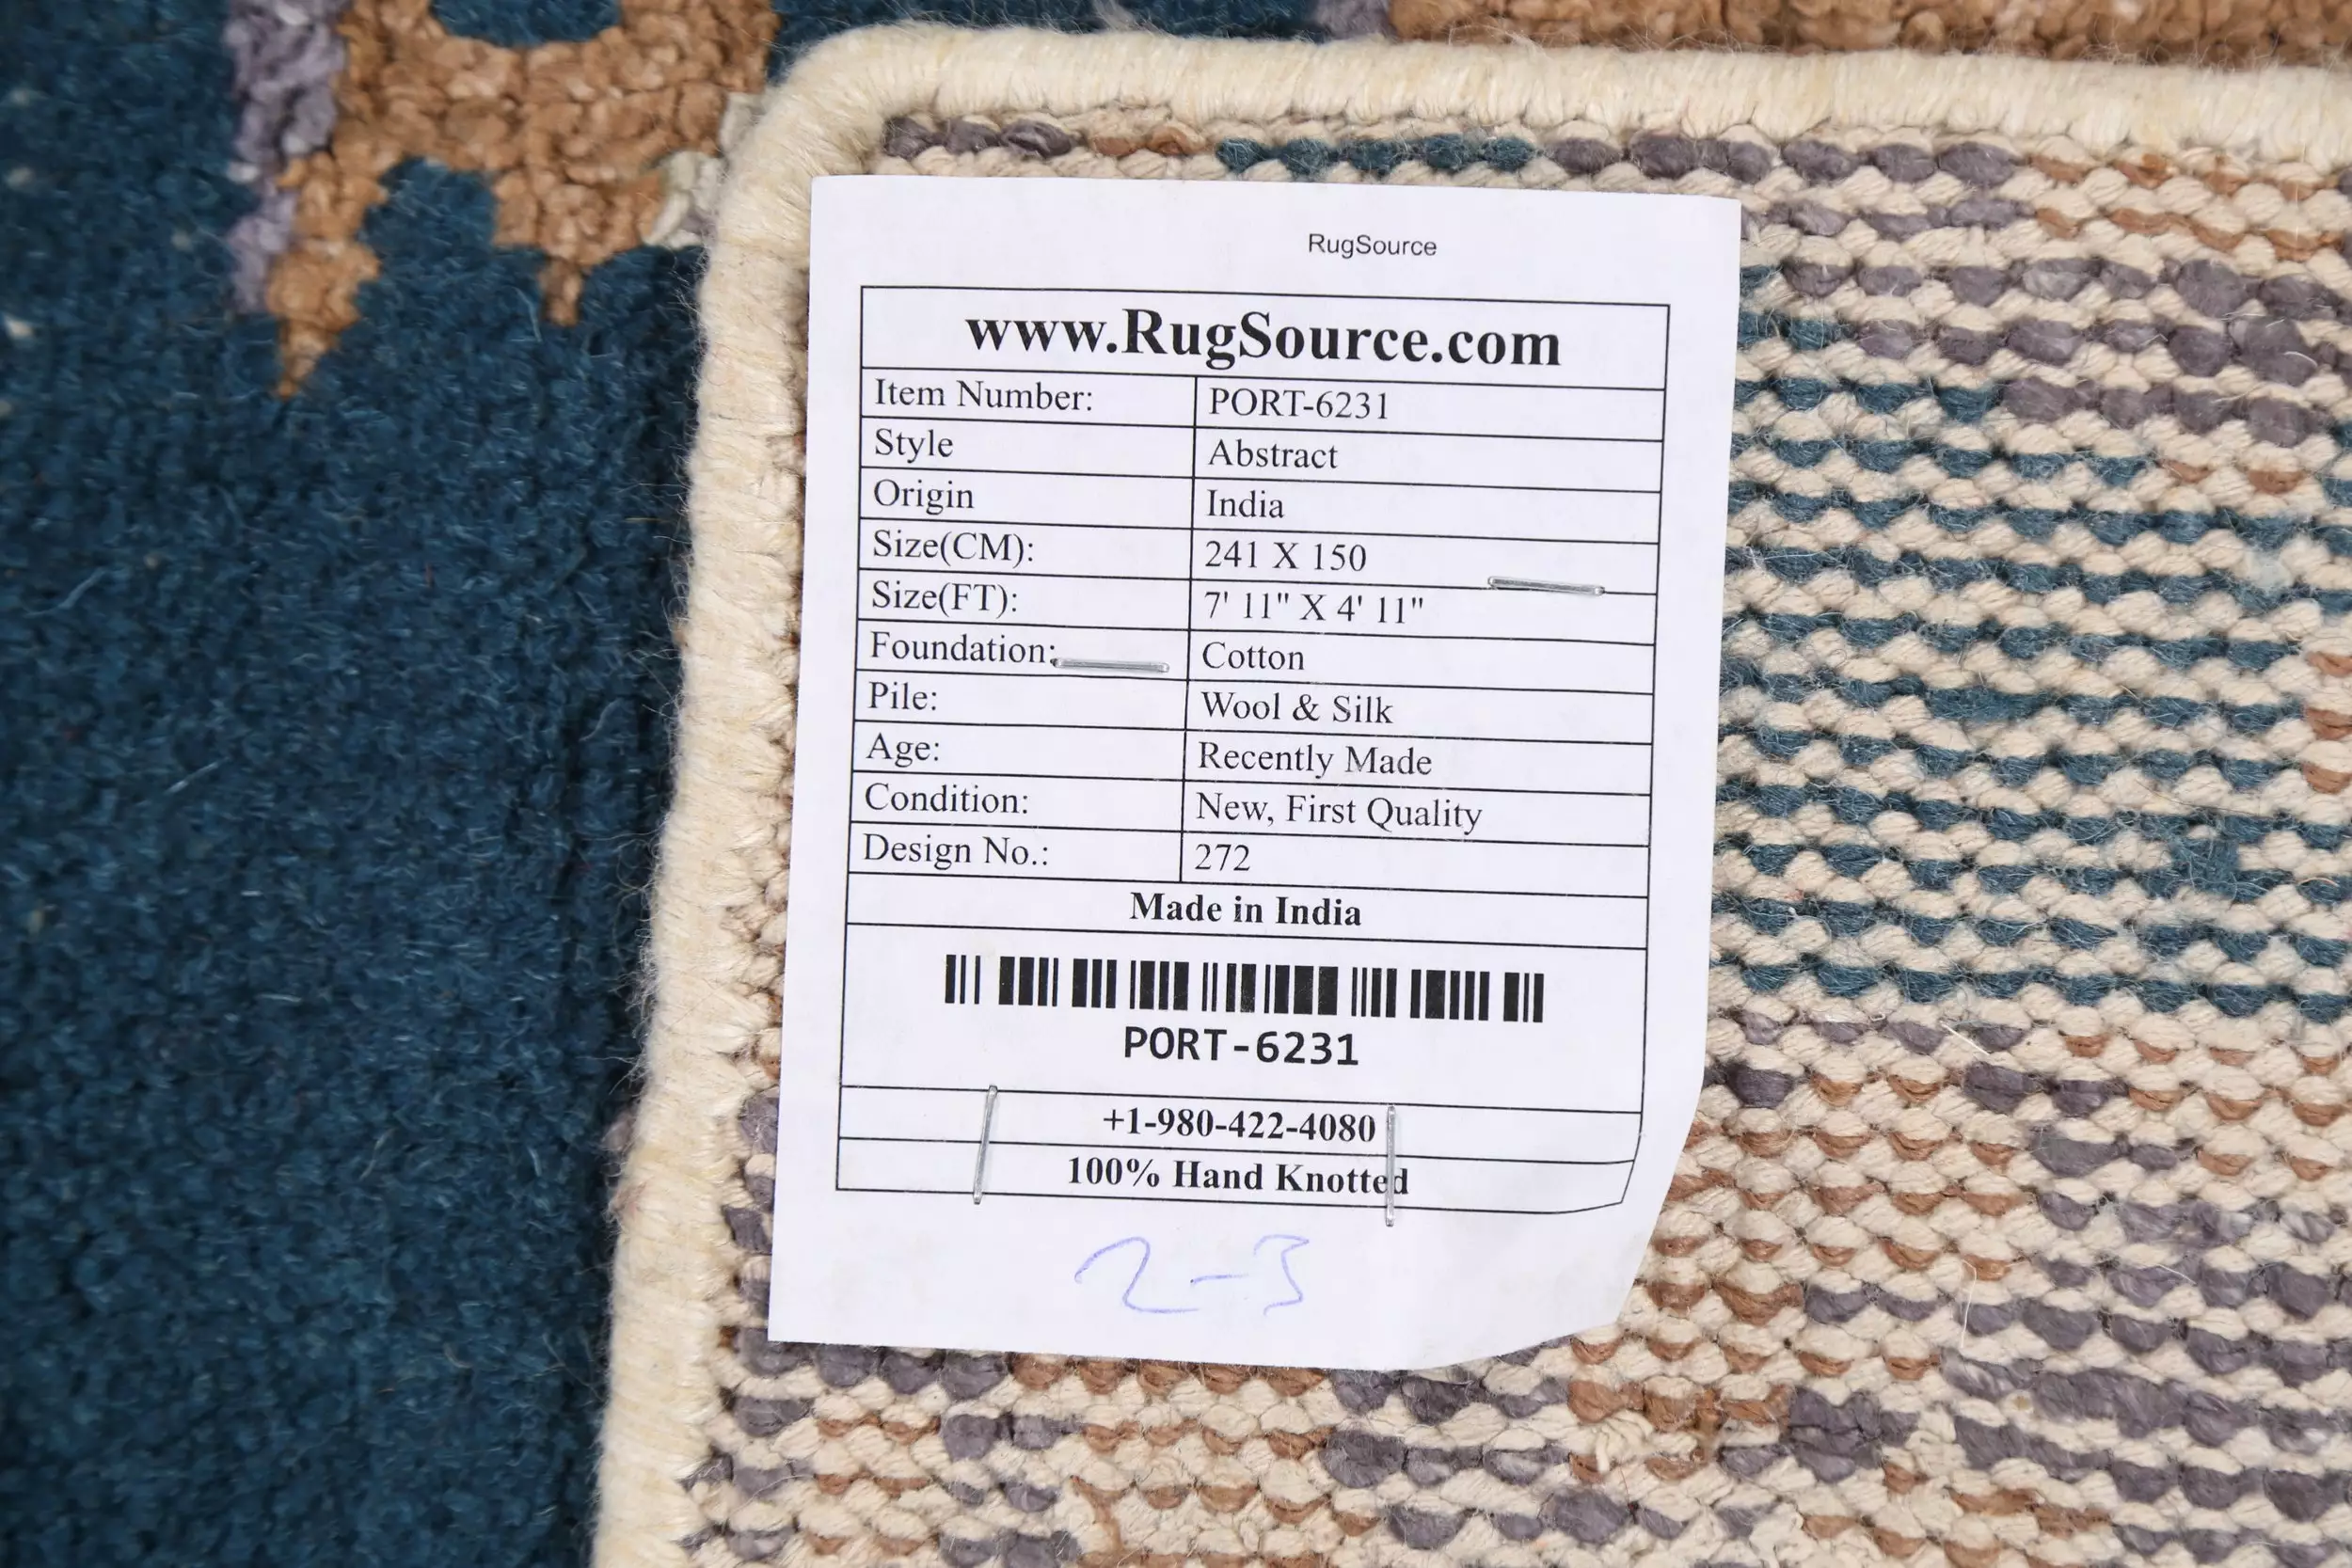 RugSource
www.RugSource.com
Item Number: PORT-6231
Style Abstract
Origin India
Size(CM): 241 X 150
Size(FT): 7' 11" X 4' 11"
Foundation: Cotton
Pile: Wool & Silk
Age: Recently Made
Condition: New, First Quality
Design No.: 272
Made in India
PORT-6231
+1-980-422-4080
100% Hand Knotted
2-3